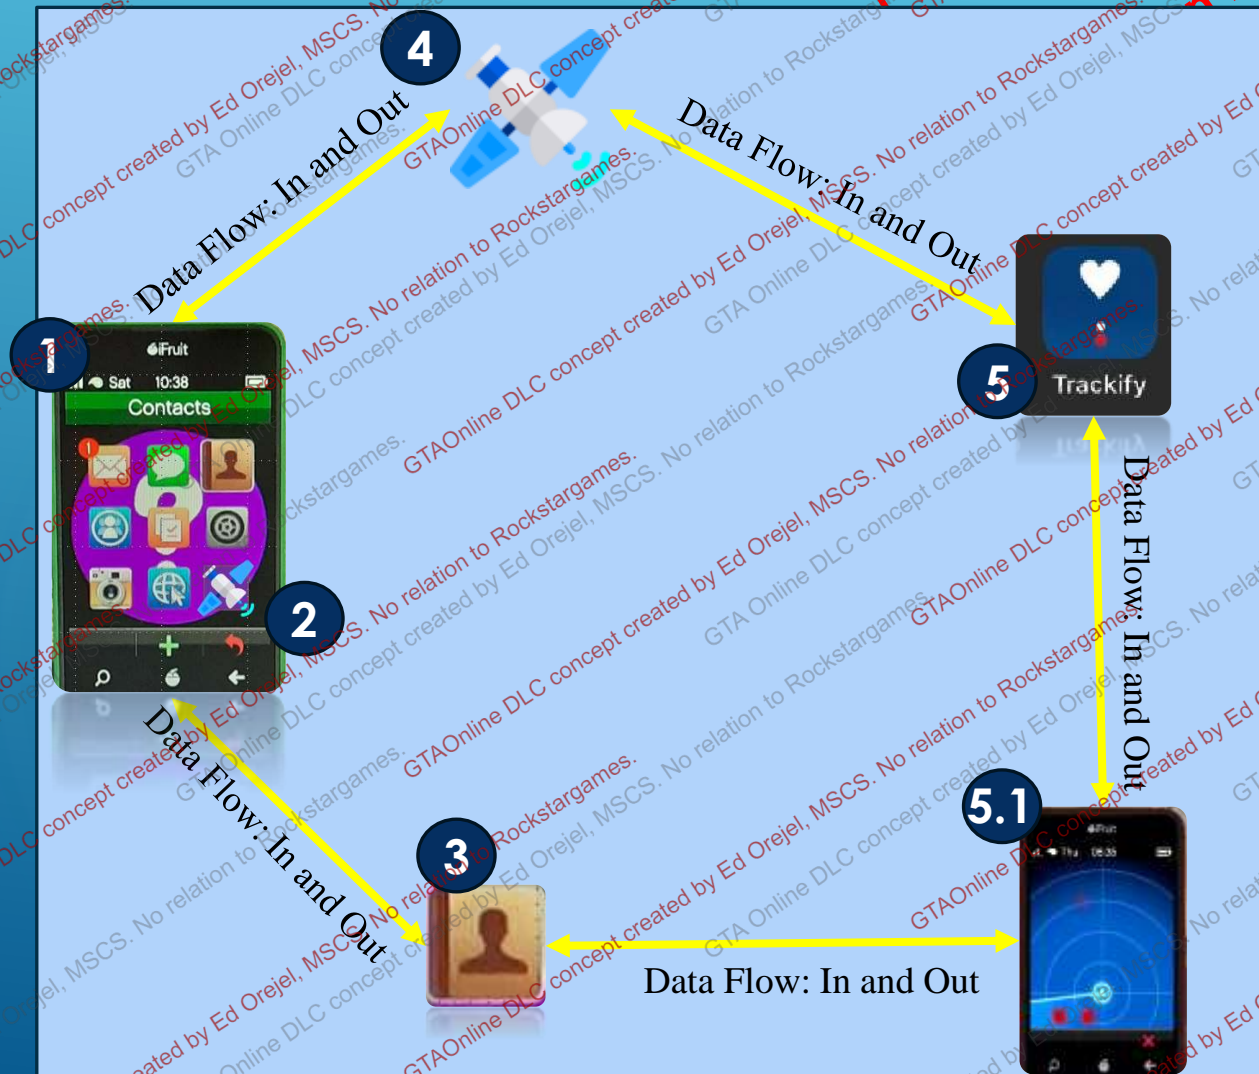 4
Data Flow: In and Out
Data Flow: In and Out
1
iFruit
Sat 10:38
Contacts
1
2
5
Trackify
Data Flow: In and Out
Data Flow: In and Out
3
5.1
iFruit
Thu
Data Flow: In and Out
GTAOnline DLC concept created by Ed Orejel, MSCS. No relation to Rockstargames.
GTA Online DLC concept created by Ed Orejel, MSCS. No relation to Rockstargames.